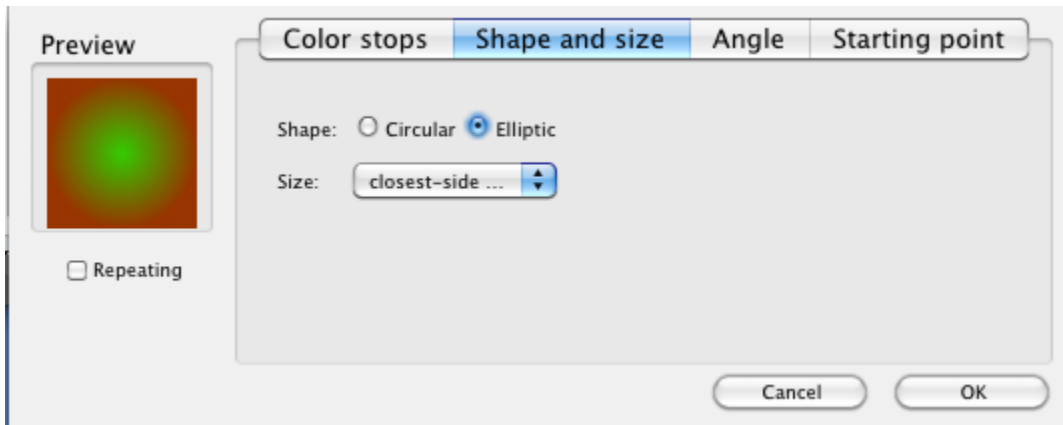 Preview
Color stops
Shape and size
Angle
Starting point
Shape:
Circular
Elliptic
Size:
closest-side ...
Repeating
Cancel
OK